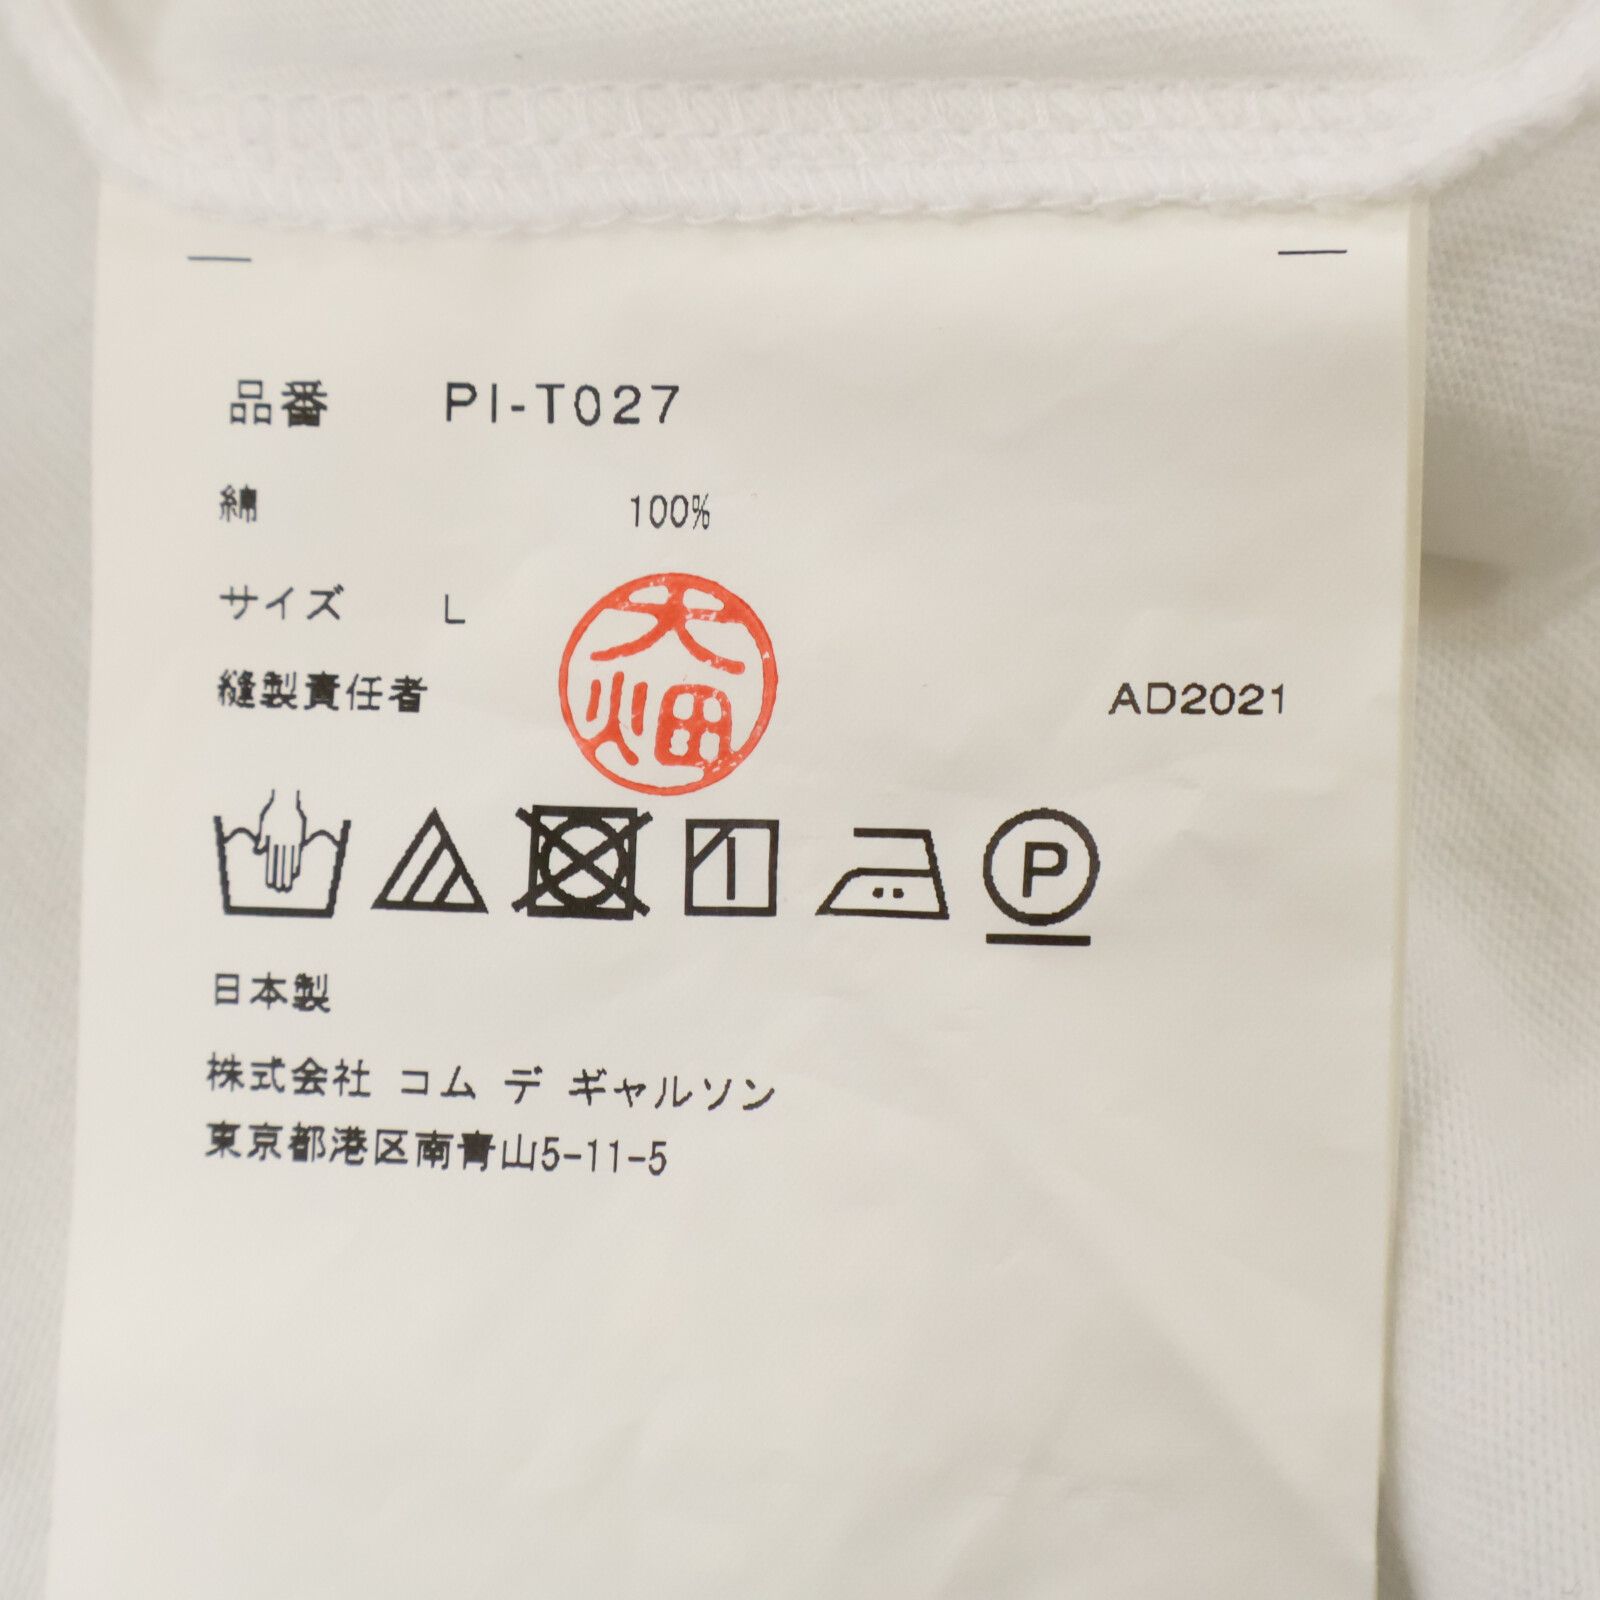 品番 PI-T027
綿 100%
サイズ L
大畑
縫製責任者 AD2021
P
日本製
株式会社 コム デ ギャルソン
東京都港区南青山5-11-5